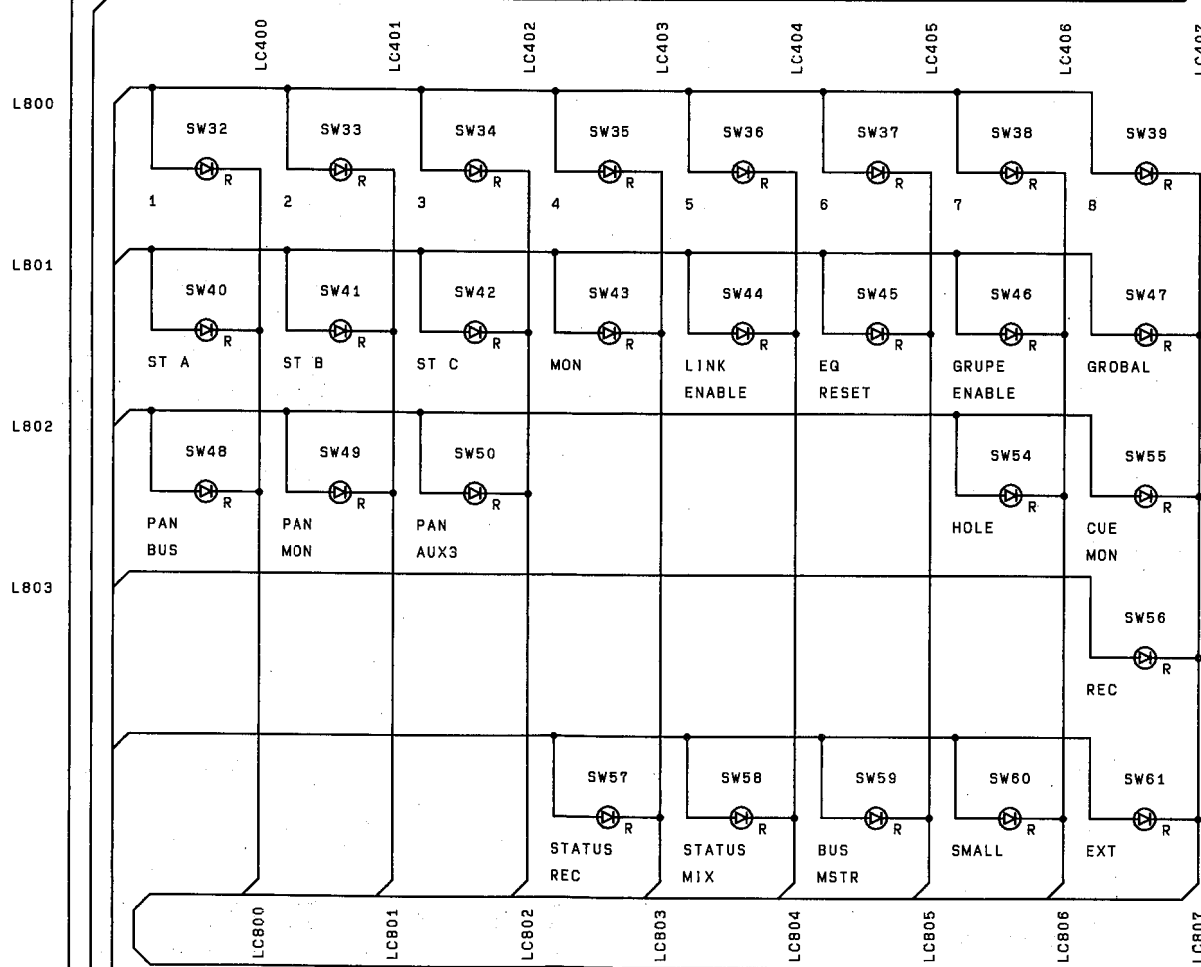 LC400 LC401 LC402 LC403 LC404 LC405 LC406 LC407
L800
SW32 SW33 SW34 SW35 SW36 SW37 SW38 SW39
R R R R R R R R
1 2 3 4 5 6 7 8
L801
SW40 SW41 SW42 SW43 SW44 SW45 SW46 SW47
R R R R R R R R
ST A ST B ST C MON LINK EQ GRUPE GROBAL
ENABLE RESET ENABLE
L802
SW48 SW49 SW50 SW54 SW55
R R R R R
PAN PAN PAN HOLE CUE
BUS MON AUX3 MON
L803
SW56
R
REC
SW57 SW58 SW59 SW60 SW61
R R R R R
STATUS STATUS BUS SMALL EXT
REC MIX MSTR
LC800 LC801 LC802 LC803 LC804 LC805 LC806 LC807